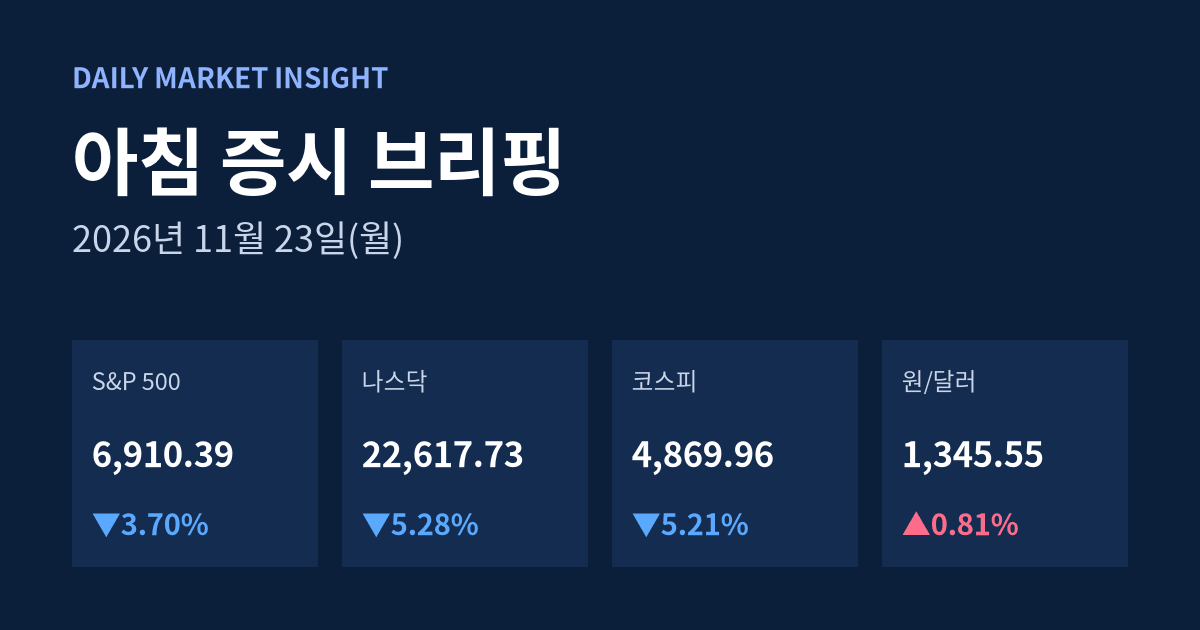 DAILY MARKET INSIGHT
아침 증시 브리핑
2026년 11월 23일(월)
S&P 500
6,910.39
▼3.70%
나스닥
22,617.73
▼5.28%
코스피
4,869.96
▼5.21%
원/달러
1,345.55
▲0.81%